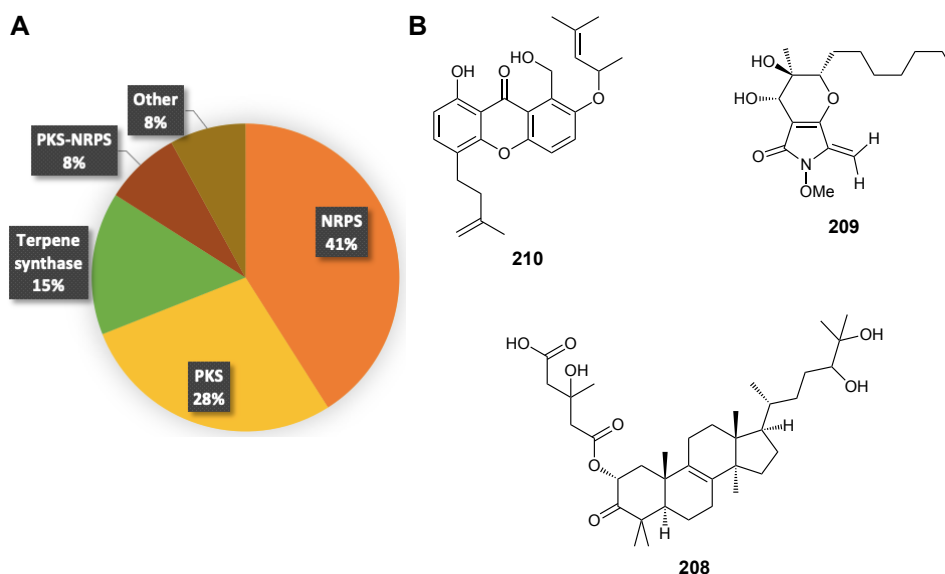 A
Other
8%
PKS-NRPS
8%
Terpene
synthase
15%
NRPS
41%
PKS
28%
B
OH
O
HO
O
O
210
HO
HO
O
O
N
OMe
H
H
209
HO
O
OH
O
O
O
H
H
OH
OH
208